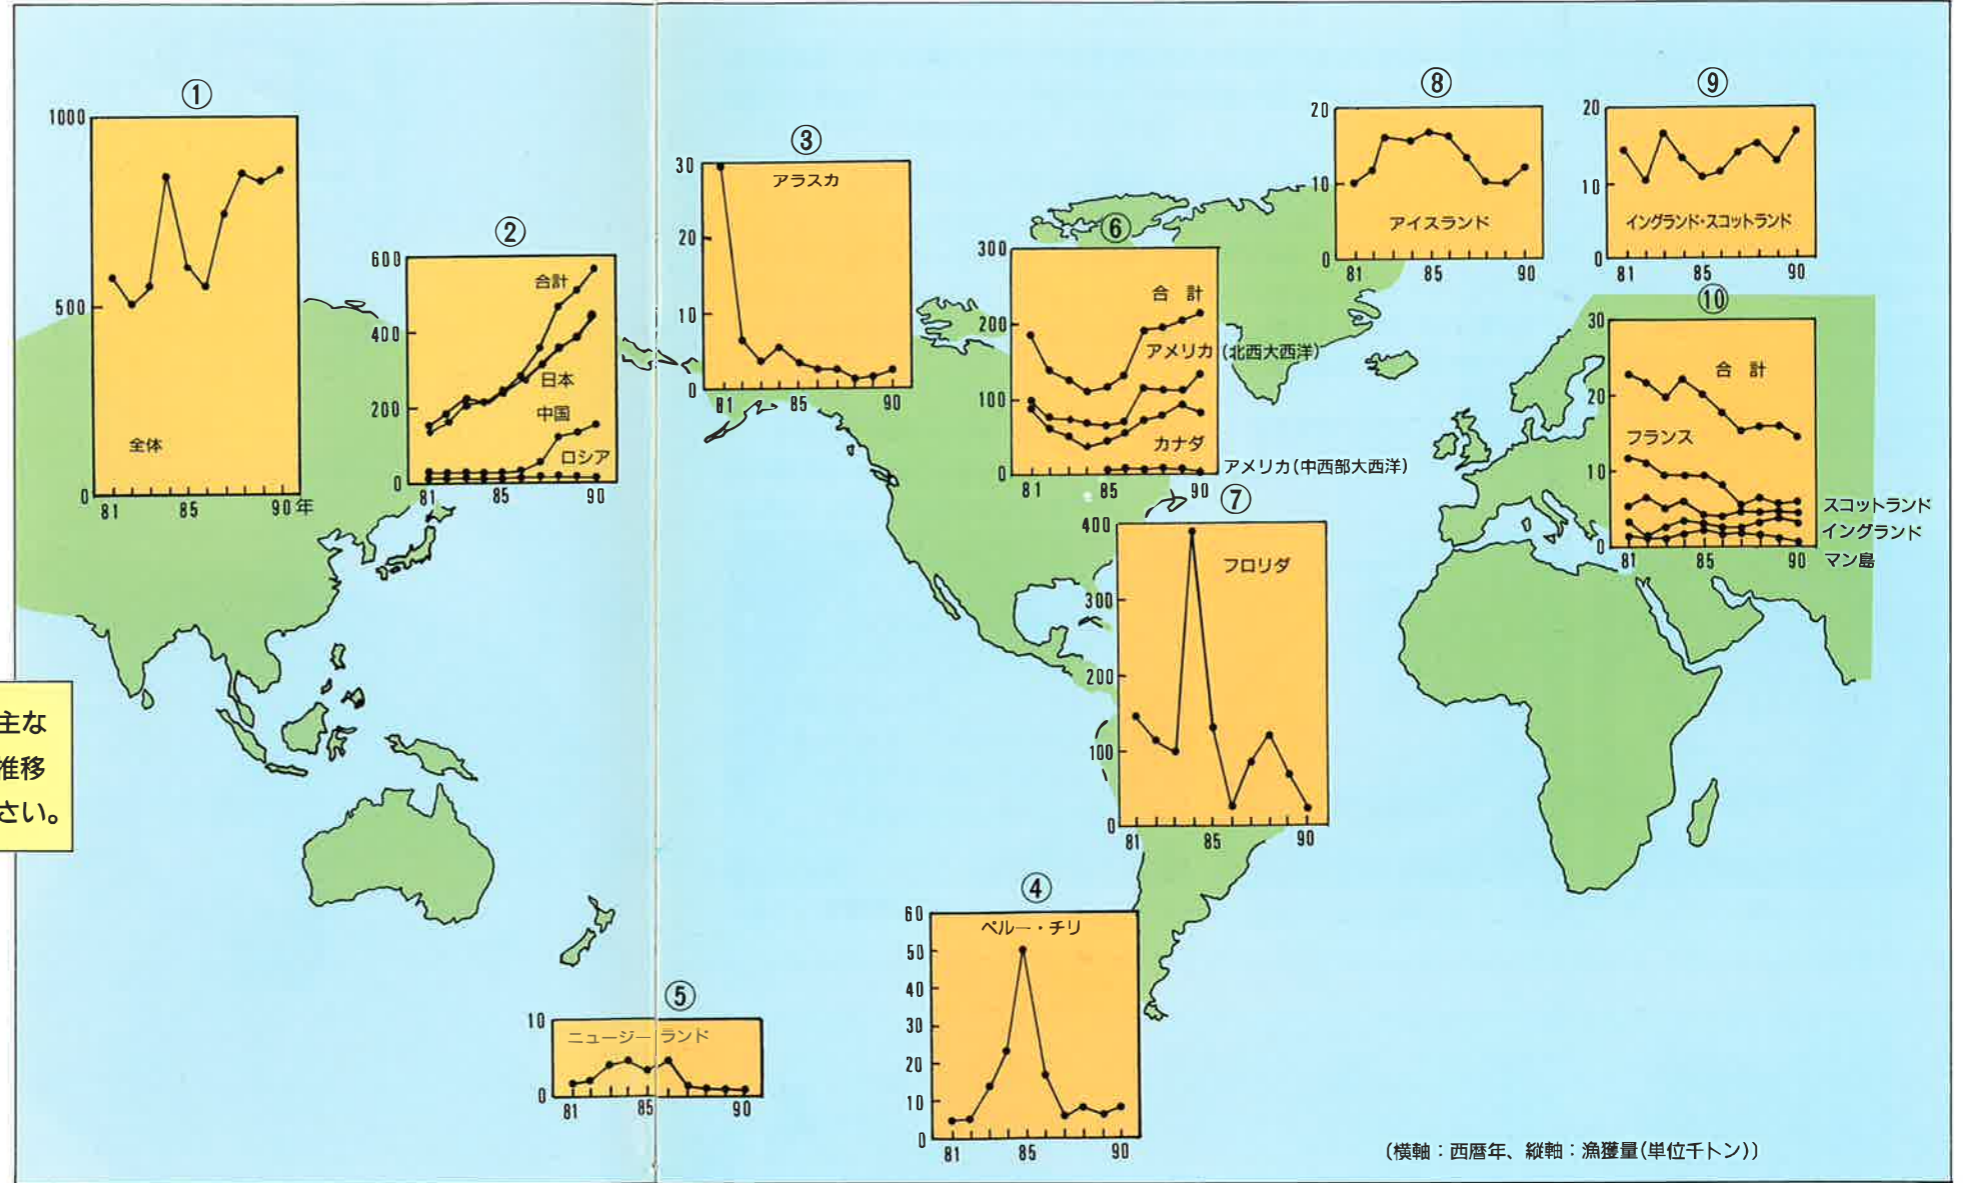 ①
1000
500
0
全体
81 85 90年
②
600
400
200
0
合計
日本
中国
ロシア
81 85 90
③
30
20
10
0
アラスカ
81 85 90
⑥
300
200
100
0
合計
アメリカ(北西大西洋)
カナダ
アメリカ(中西部大西洋)
81 85 90
⑧
20
10
0
アイスランド
81 85 90
⑨
20
10
0
イングランド・スコットランド
81 85 90
⑩
30
20
10
0
合計
フランス
スコットランド
イングランド
マン島
81 85 90
⑦
400
300
200
100
0
フロリダ
81 85 90
主な
推移
さい。
④
60
50
40
30
20
10
0
ペルー・チリ
81 85 90
⑤
10
0
ニュージーランド
81 85 90
(横軸:西暦年、縦軸:漁獲量(単位千トン))